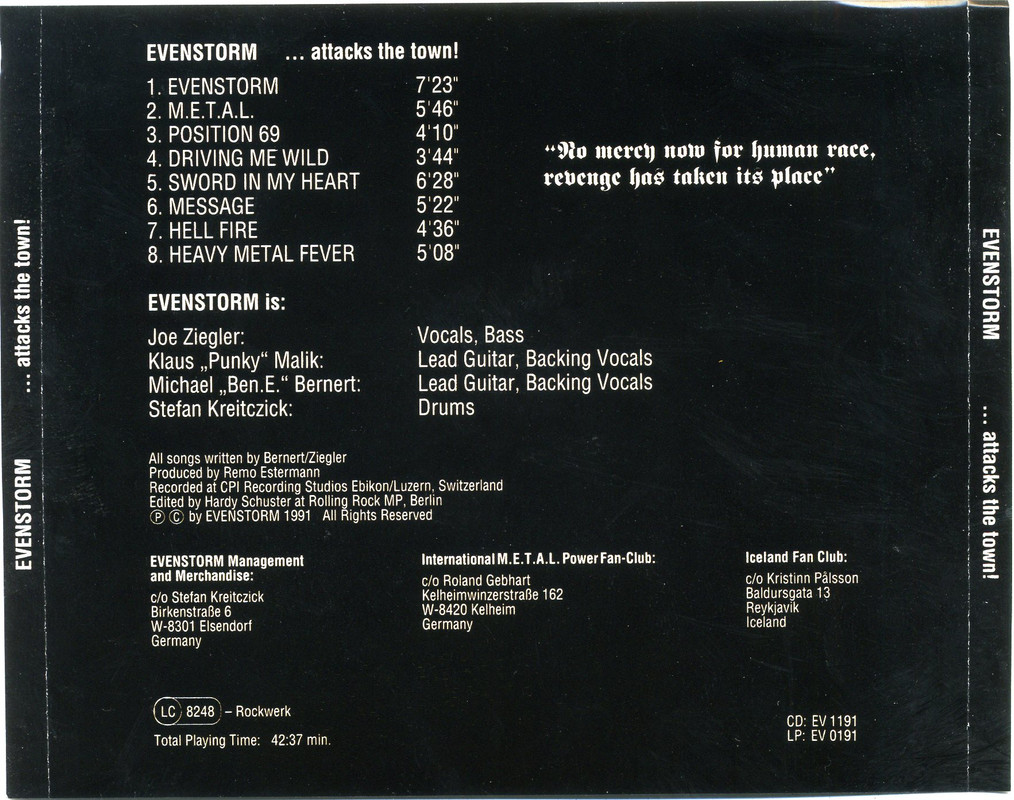 EVENSTORM ... attacks the town!
1. EVENSTORM 7'23"
2. M.E.T.A.L. 5'46"
3. POSITION 69 4'10"
4. DRIVING ME WILD 3'44"
5. SWORD IN MY HEART 6'28"
6. MESSAGE 5'22"
7. HELL FIRE 4'36"
8. HEAVY METAL FEVER 5'08"
"No mercy now for human race,
revenge has taken its place"
EVENSTORM is:
Joe Ziegler: Vocals, Bass
Klaus „Punky“ Malik: Lead Guitar, Backing Vocals
Michael „Ben.E.“ Bernert: Lead Guitar, Backing Vocals
Stefan Kreitczick: Drums
All songs written by Bernert/Ziegler
Produced by Remo Estermann
Recorded at CPI Recording Studios Ebikon/Luzern, Switzerland
Edited by Hardy Schuster at Rolling Rock MP, Berlin
Ⓟ Ⓒ by EVENSTORM 1991 All Rights Reserved
EVENSTORM Management
and Merchandise:
c/o Stefan Kreitczick
Birkenstraße 6
W-8301 Elsendorf
Germany
International M.E.T.A.L. Power Fan-Club:
c/o Roland Gebhart
Kelheimwinzerstraße 162
W-8420 Kelheim
Germany
Iceland Fan Club:
c/o Kristinn Pålsson
Baldursgata 13
Reykjavik
Iceland
LC 8248 – Rockwerk
Total Playing Time: 42:37 min.
CD: EV 1191
LP: EV 0191
EVENSTORM ... attacks the town!
EVENSTORM ... attacks the town!